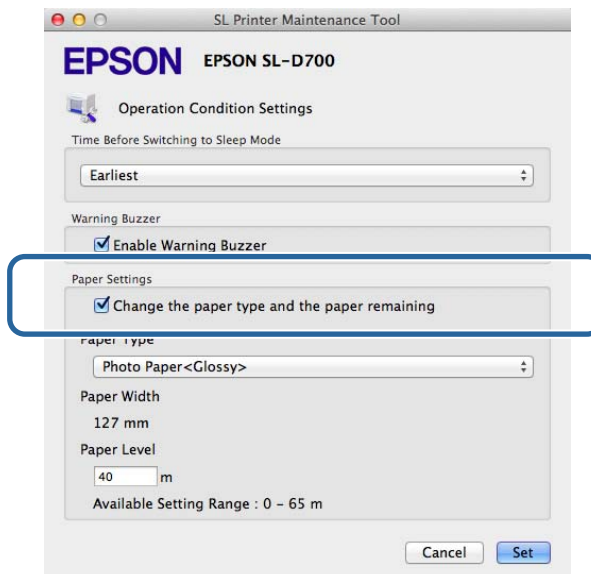 SL Printer Maintenance Tool
EPSON EPSON SL-D700
Operation Condition Settings
Time Before Switching to Sleep Mode
Earliest
Warning Buzzer
Enable Warning Buzzer
Paper Settings
Change the paper type and the paper remaining
Paper Type
Photo Paper<Glossy>
Paper Width
127 mm
Paper Level
40 m
Available Setting Range : 0 – 65 m
Cancel Set